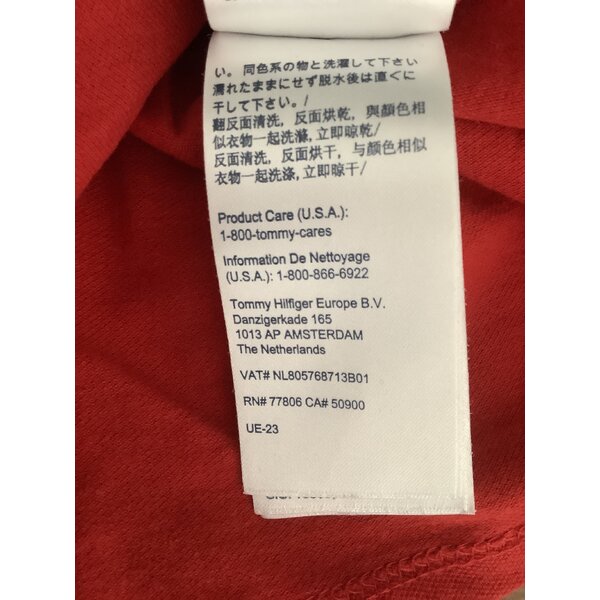 い。同色系の物と洗濯して下さい
濡れたままにせず脱水後は直ぐに
干して下さい。/
翻反面清洗，反面烘乾，與顏色相
似衣物一起洗滌,立即晾乾/
反面清洗，反面烘干，与颜色相似
衣物一起洗涤,立即晾干/
Product Care (U.S.A.):
1-800-tommy-cares
Information De Nettoyage
(U.S.A.): 1-800-866-6922
Tommy Hilfiger Europe B.V.
Danzigerkade 165
1013 AP AMSTERDAM
The Netherlands
VAT# NL805768713B01
RN# 77806 CA# 50900
UE-23